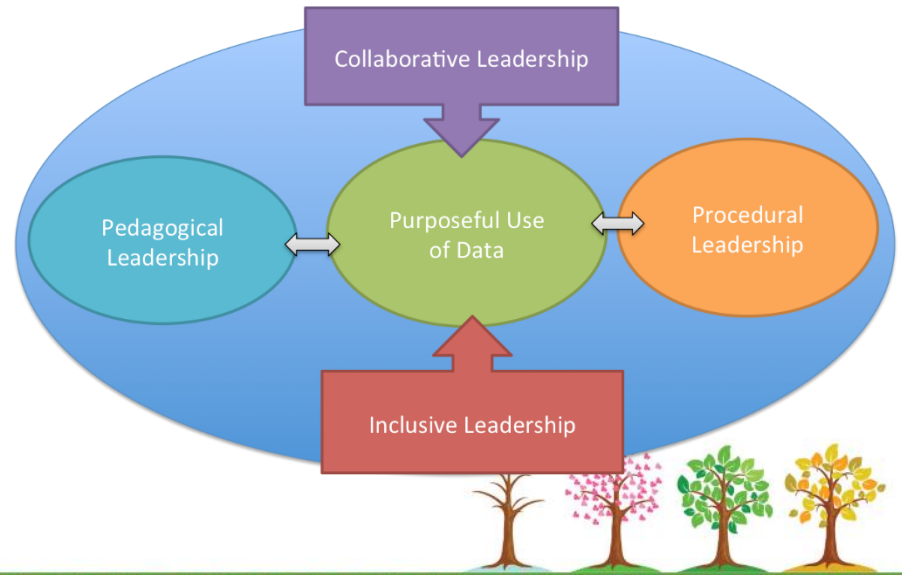 Collaborative Leadership
Pedagogical
Leadership
Purposeful Use
of Data
Procedural
Leadership
Inclusive Leadership